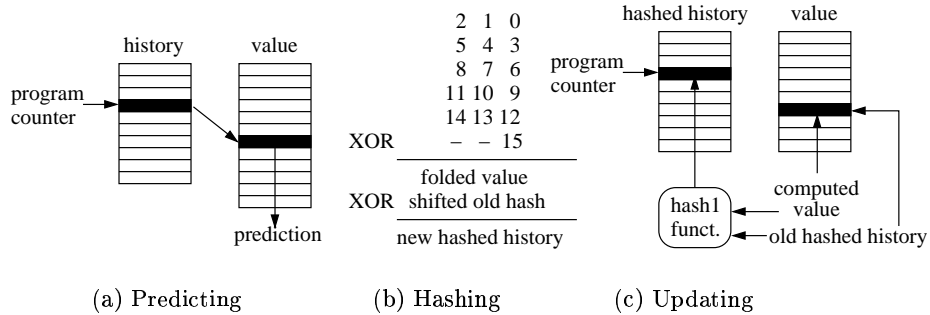 history value
program
counter
prediction
(a) Predicting
2 1 0
5 4 3
8 7 6
11 10 9
14 13 12
XOR – – 15
folded value
XOR shifted old hash
new hashed history
(b) Hashing
hashed history value
program
counter
hash1
funct.
computed
value
old hashed history
(c) Updating